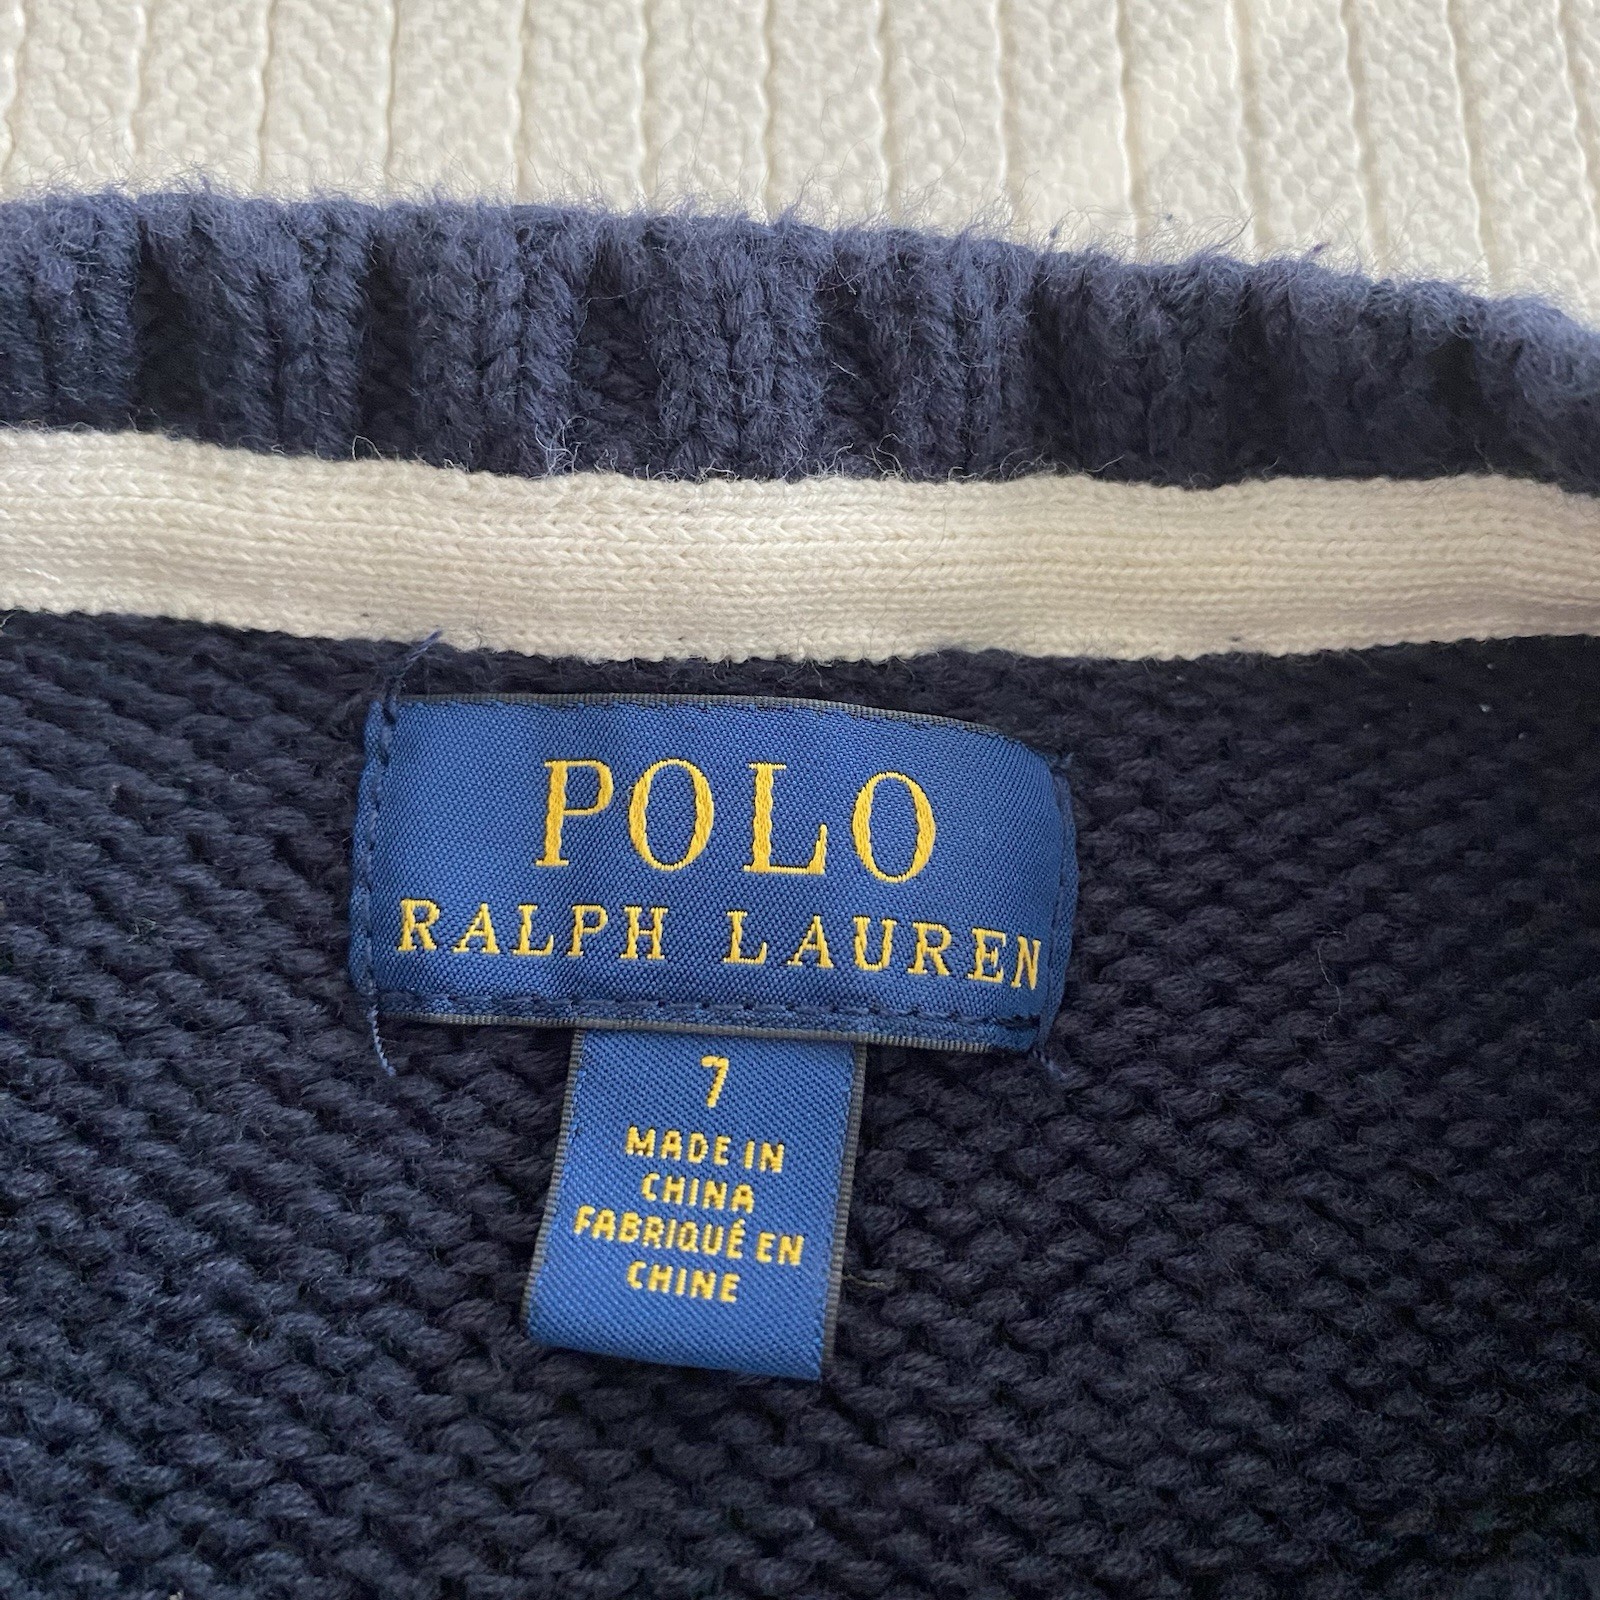 POLO
RALPH LAUREN
7
MADE IN
CHINA
FABRIQUÉ EN
CHINE